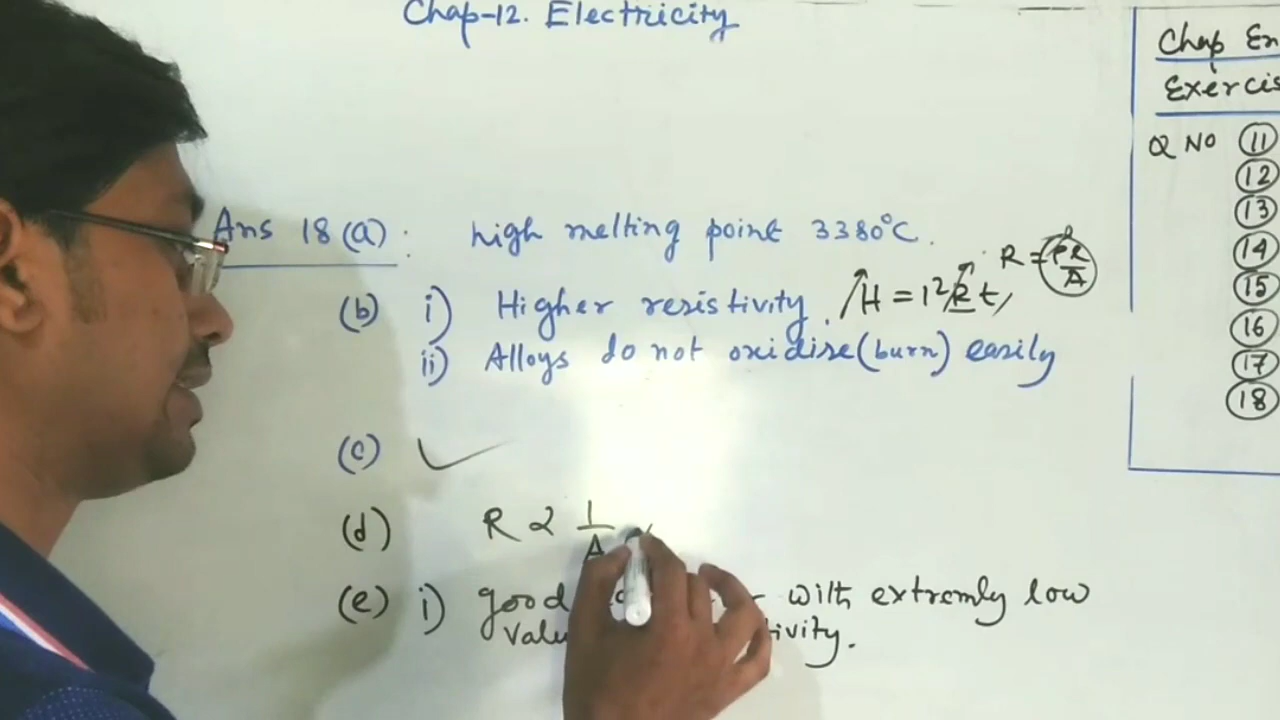 Chap-12. Electricity
Ans 18 (a): high melting point 3380°C.
(b) i) Higher resistivity. H = I²Rt, R = ρl/A
ii) Alloys do not oxidise (burn) easily
(c) ✓
(d) R ∝ 1/A
(e) i) good with extremly low
Valu tivity.
Chap En
Exercis
Q NO 11
12
13
14
15
16
17
18